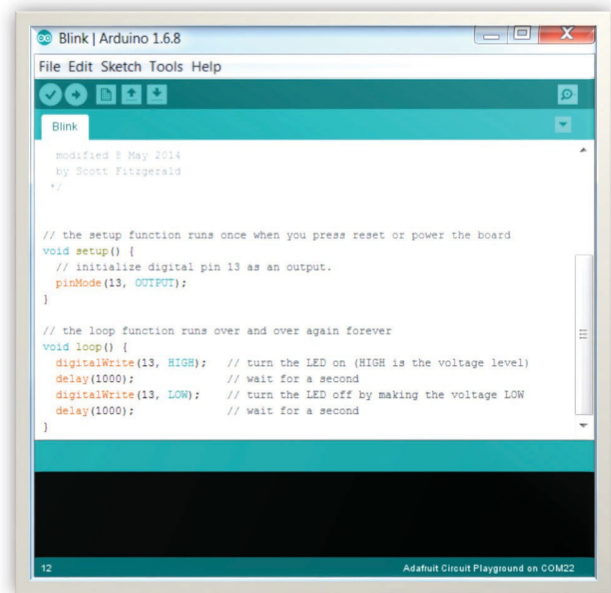 Blink | Arduino 1.6.8
File Edit Sketch Tools Help
Blink
modified 8 May 2014
by Scott Fitzgerald
*/
// the setup function runs once when you press reset or power the board
void setup() {
// initialize digital pin 13 as an output.
pinMode(13, OUTPUT);
}
// the loop function runs over and over again forever
void loop() {
digitalWrite(13, HIGH);   // turn the LED on (HIGH is the voltage level)
delay(1000);              // wait for a second
digitalWrite(13, LOW);    // turn the LED off by making the voltage LOW
delay(1000);              // wait for a second
}
12 Adafruit Circuit Playground on COM22